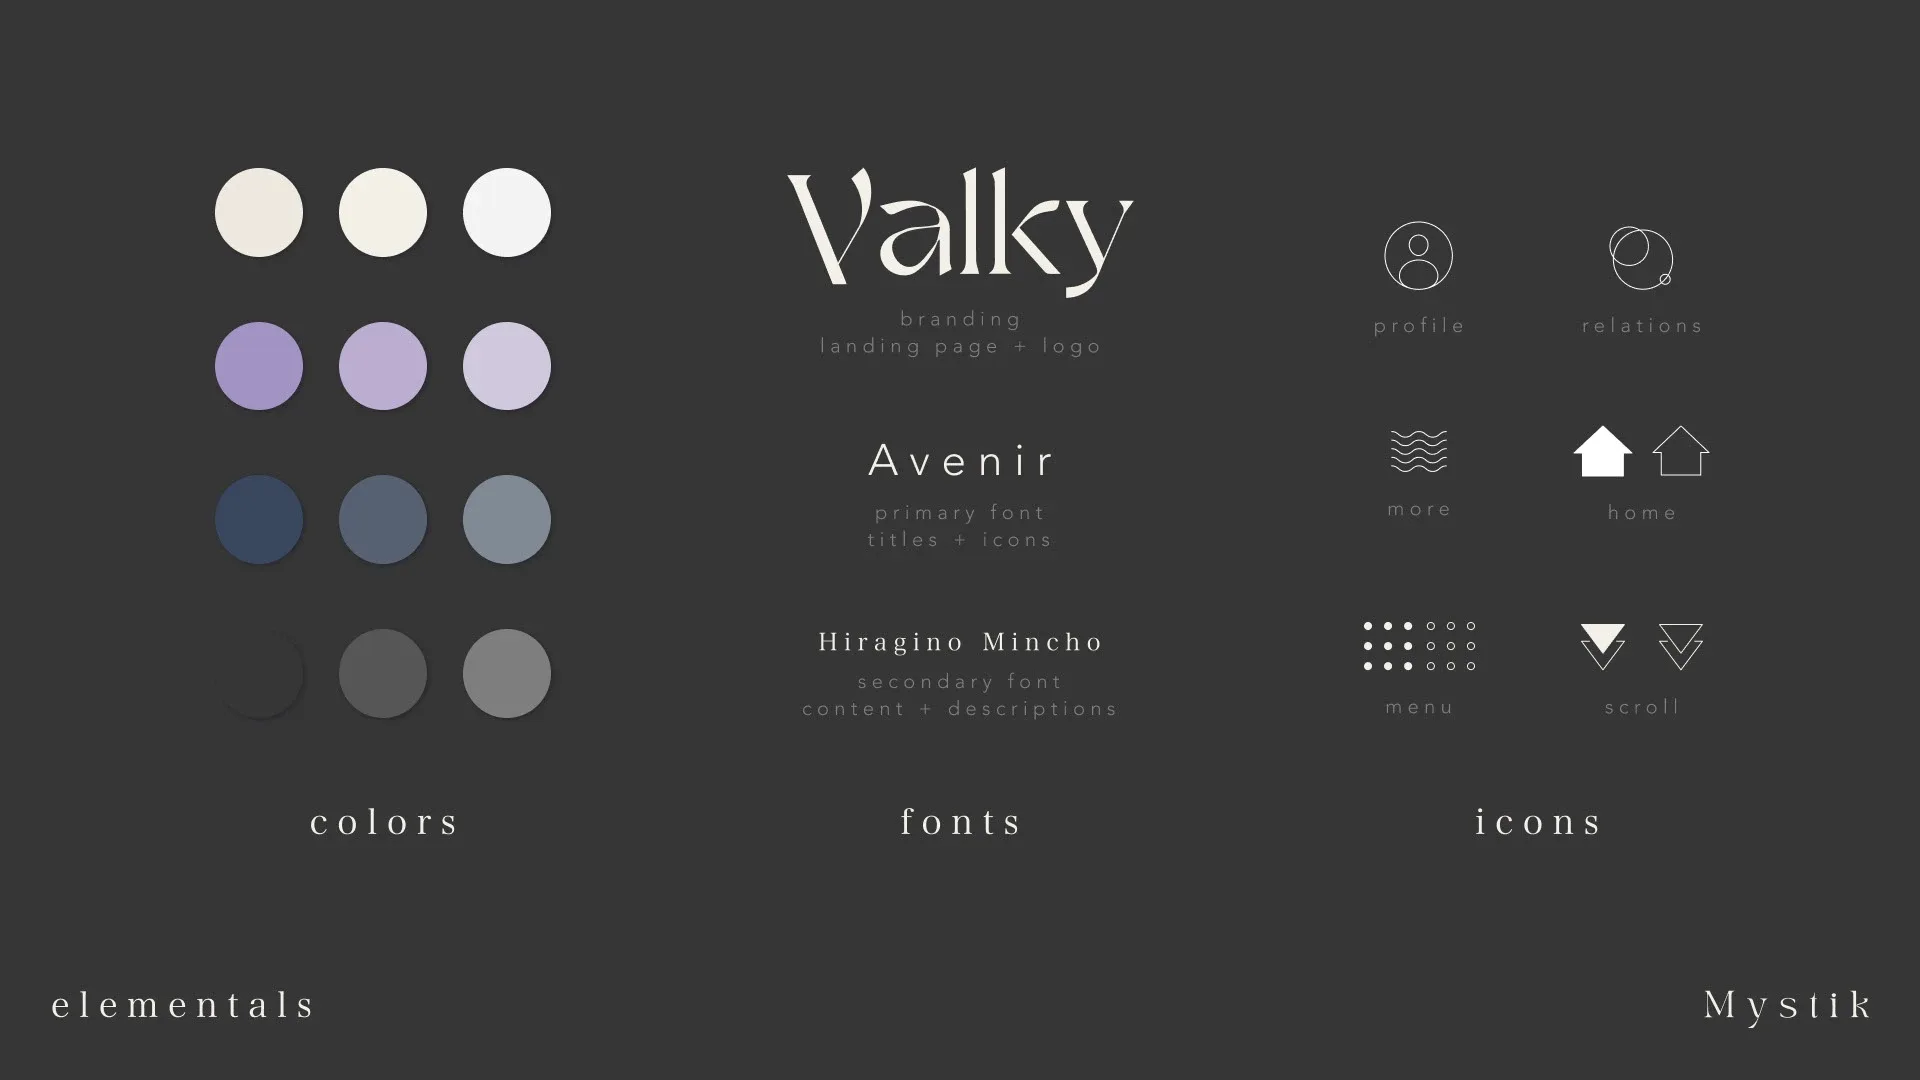 Valky
branding
landing page + logo
Avenir
primary font
titles + icons
Hiragino Mincho
secondary font
content + descriptions
profile
relations
more
home
menu
scroll
colors
fonts
icons
elementals
Mystik